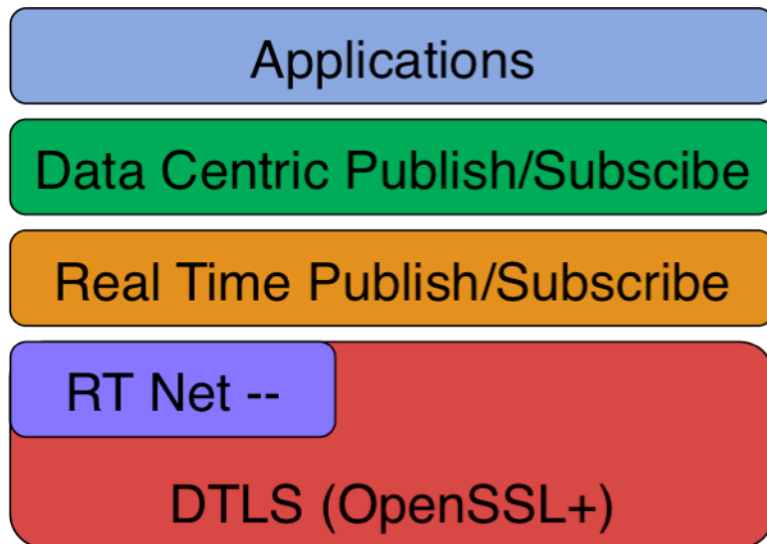 Applications
Data Centric Publish/Subscibe
Real Time Publish/Subscribe
RT Net --
DTLS (OpenSSL+)